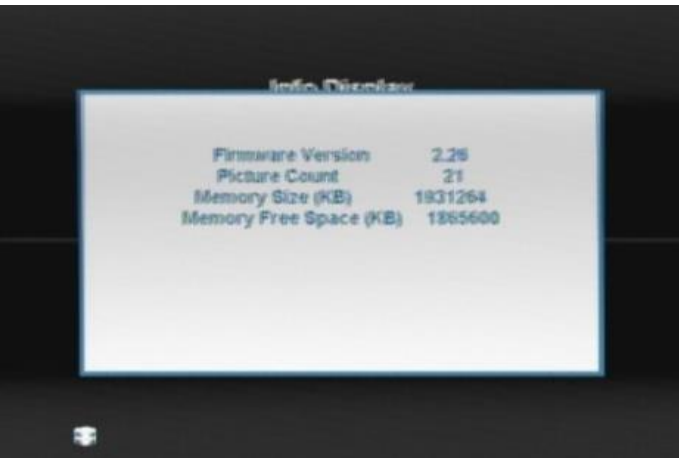 Info Display
Firmware Version 2.26
Picture Count 21
Memory Size (KB) 1931264
Memory Free Space (KB) 1865600